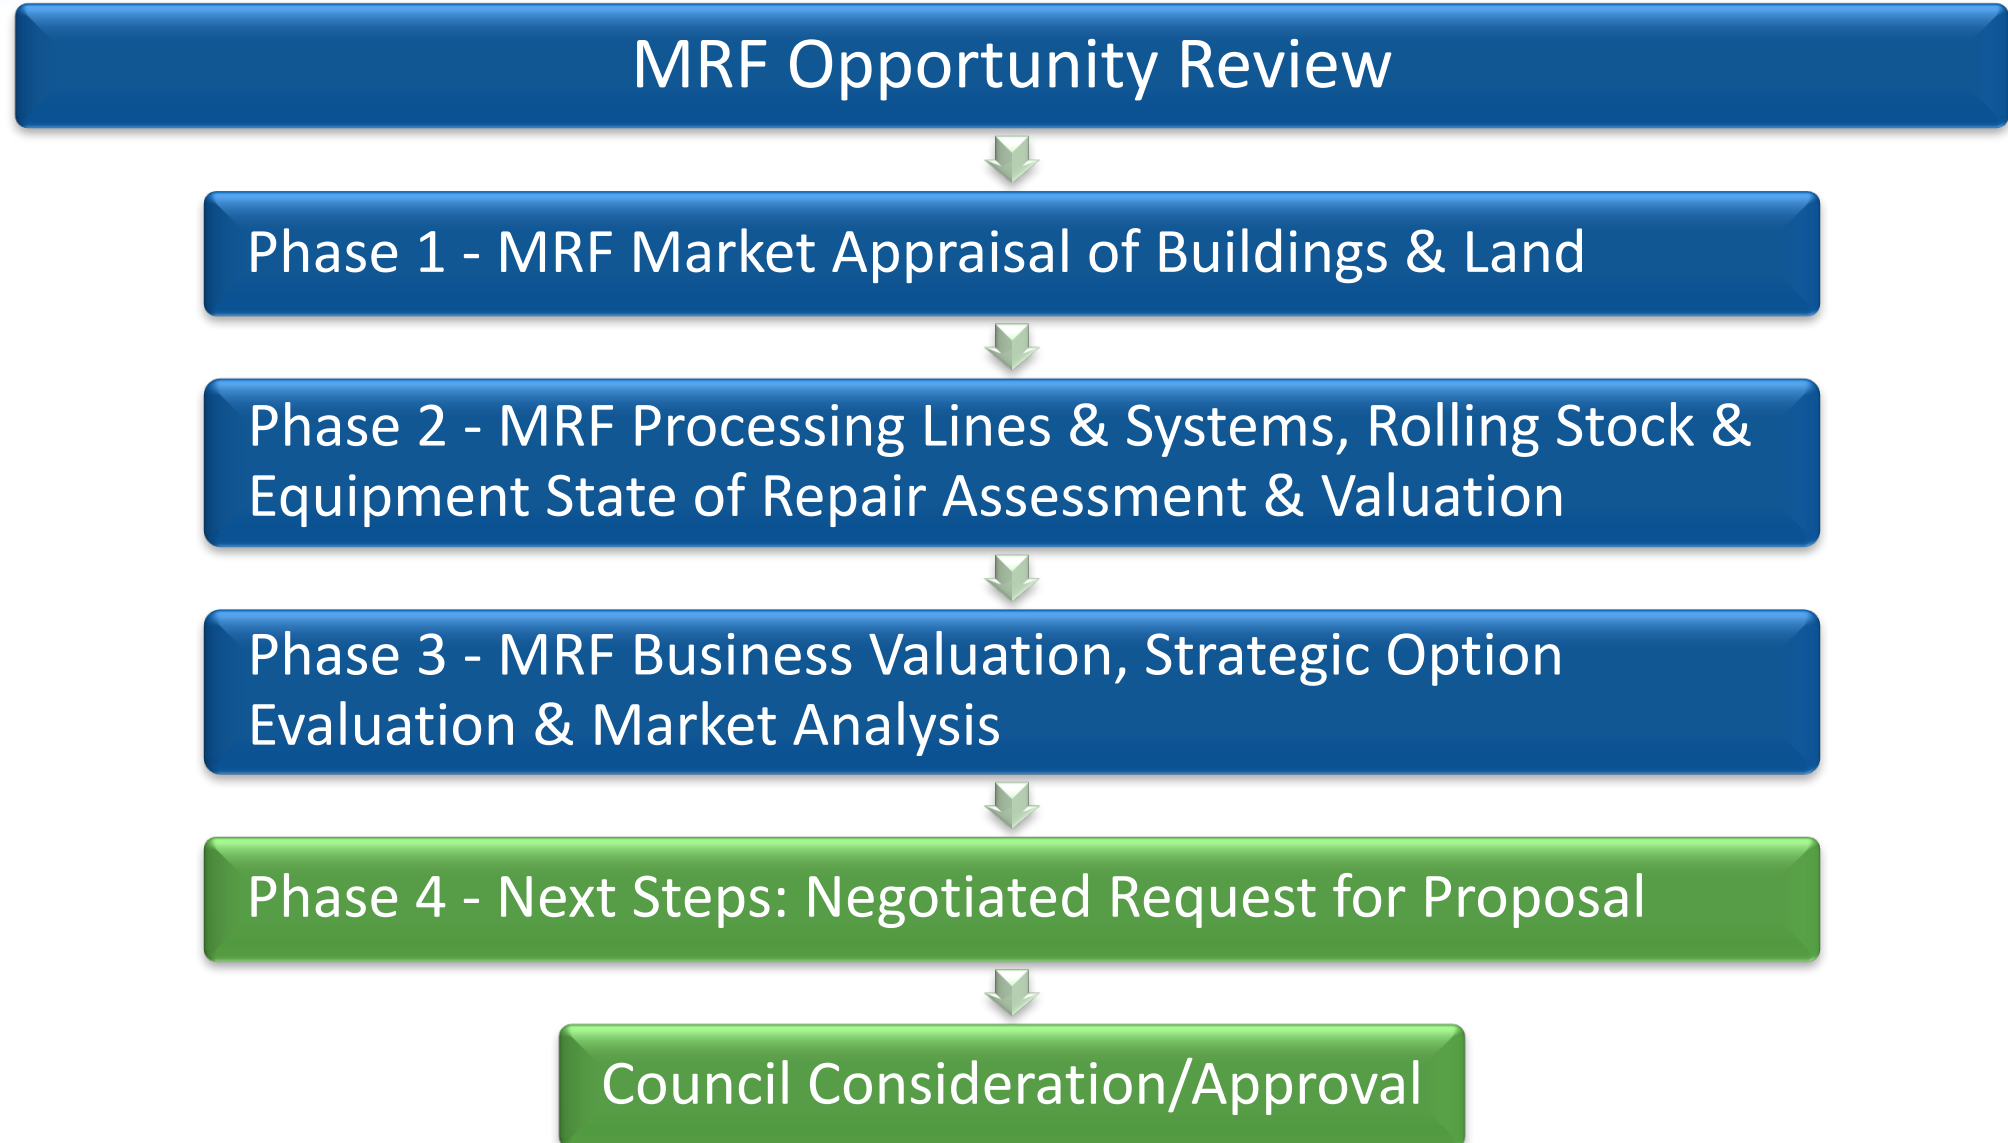 MRF Opportunity Review
Phase 1 - MRF Market Appraisal of Buildings & Land
Phase 2 - MRF Processing Lines & Systems, Rolling Stock &
Equipment State of Repair Assessment & Valuation
Phase 3 - MRF Business Valuation, Strategic Option
Evaluation & Market Analysis
Phase 4 - Next Steps: Negotiated Request for Proposal
Council Consideration/Approval